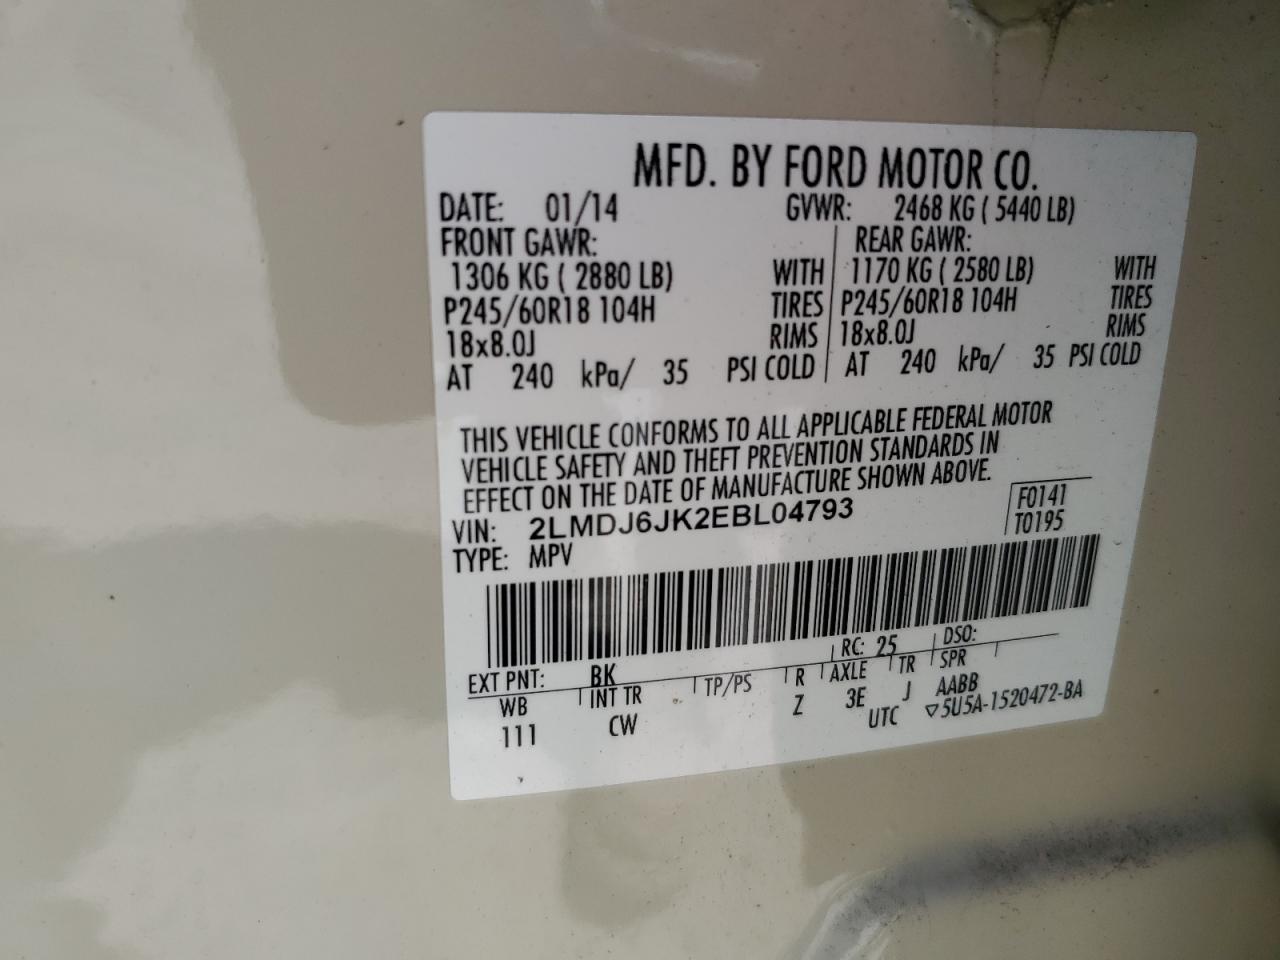 MFD. BY FORD MOTOR CO.
DATE: 01/14 GVWR: 2468 KG ( 5440 LB)
FRONT GAWR: REAR GAWR:
1306 KG ( 2880 LB) WITH 1170 KG ( 2580 LB) WITH
P245/60R18 104H TIRES P245/60R18 104H TIRES
18x8.0J RIMS 18x8.0J RIMS
AT 240 kPa/ 35 PSI COLD AT 240 kPa/ 35 PSI COLD
THIS VEHICLE CONFORMS TO ALL APPLICABLE FEDERAL MOTOR
VEHICLE SAFETY AND THEFT PREVENTION STANDARDS IN
EFFECT ON THE DATE OF MANUFACTURE SHOWN ABOVE.
VIN: 2LMDJ6JK2EBL04793 F0141
TYPE: MPV T0195
EXT PNT: BK RC: 25 DSO:
WB INT TR TP/PS R AXLE TR SPR
111 CW Z 3E J AABB
UTC ▽5U5A-1520472-BA